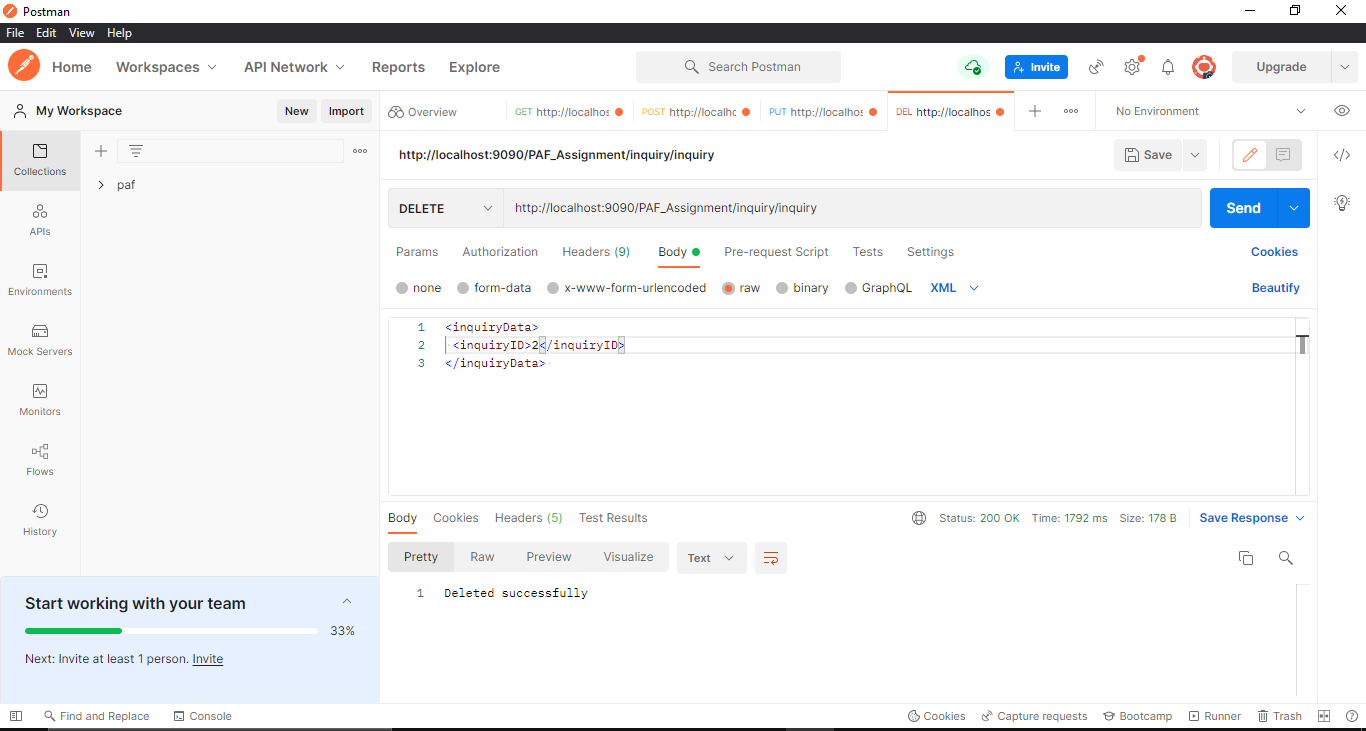 Postman
File Edit View Help
Home Workspaces API Network Reports Explore Search Postman Invite Upgrade
My Workspace New Import Overview GET http://localhos POST http://localhc PUT http://localhos DEL http://localhos No Environment
http://localhost:9090/PAF_Assignment/inquiry/inquiry Save
Collections
paf
DELETE http://localhost:9090/PAF_Assignment/inquiry/inquiry Send
APIs
Params Authorization Headers (9) Body Pre-request Script Tests Settings Cookies
Environments
none form-data x-www-form-urlencoded raw binary GraphQL XML Beautify
1 <inquiryData>
2 <inquiryID>2</inquiryID>
3 </inquiryData>
Mock Servers
Monitors
Flows
History
Body Cookies Headers (5) Test Results Status: 200 OK Time: 1792 ms Size: 178 B Save Response
Pretty Raw Preview Visualize Text
1 Deleted successfully
Start working with your team
33%
Next: Invite at least 1 person. Invite
Find and Replace Console Cookies Capture requests Bootcamp Runner Trash